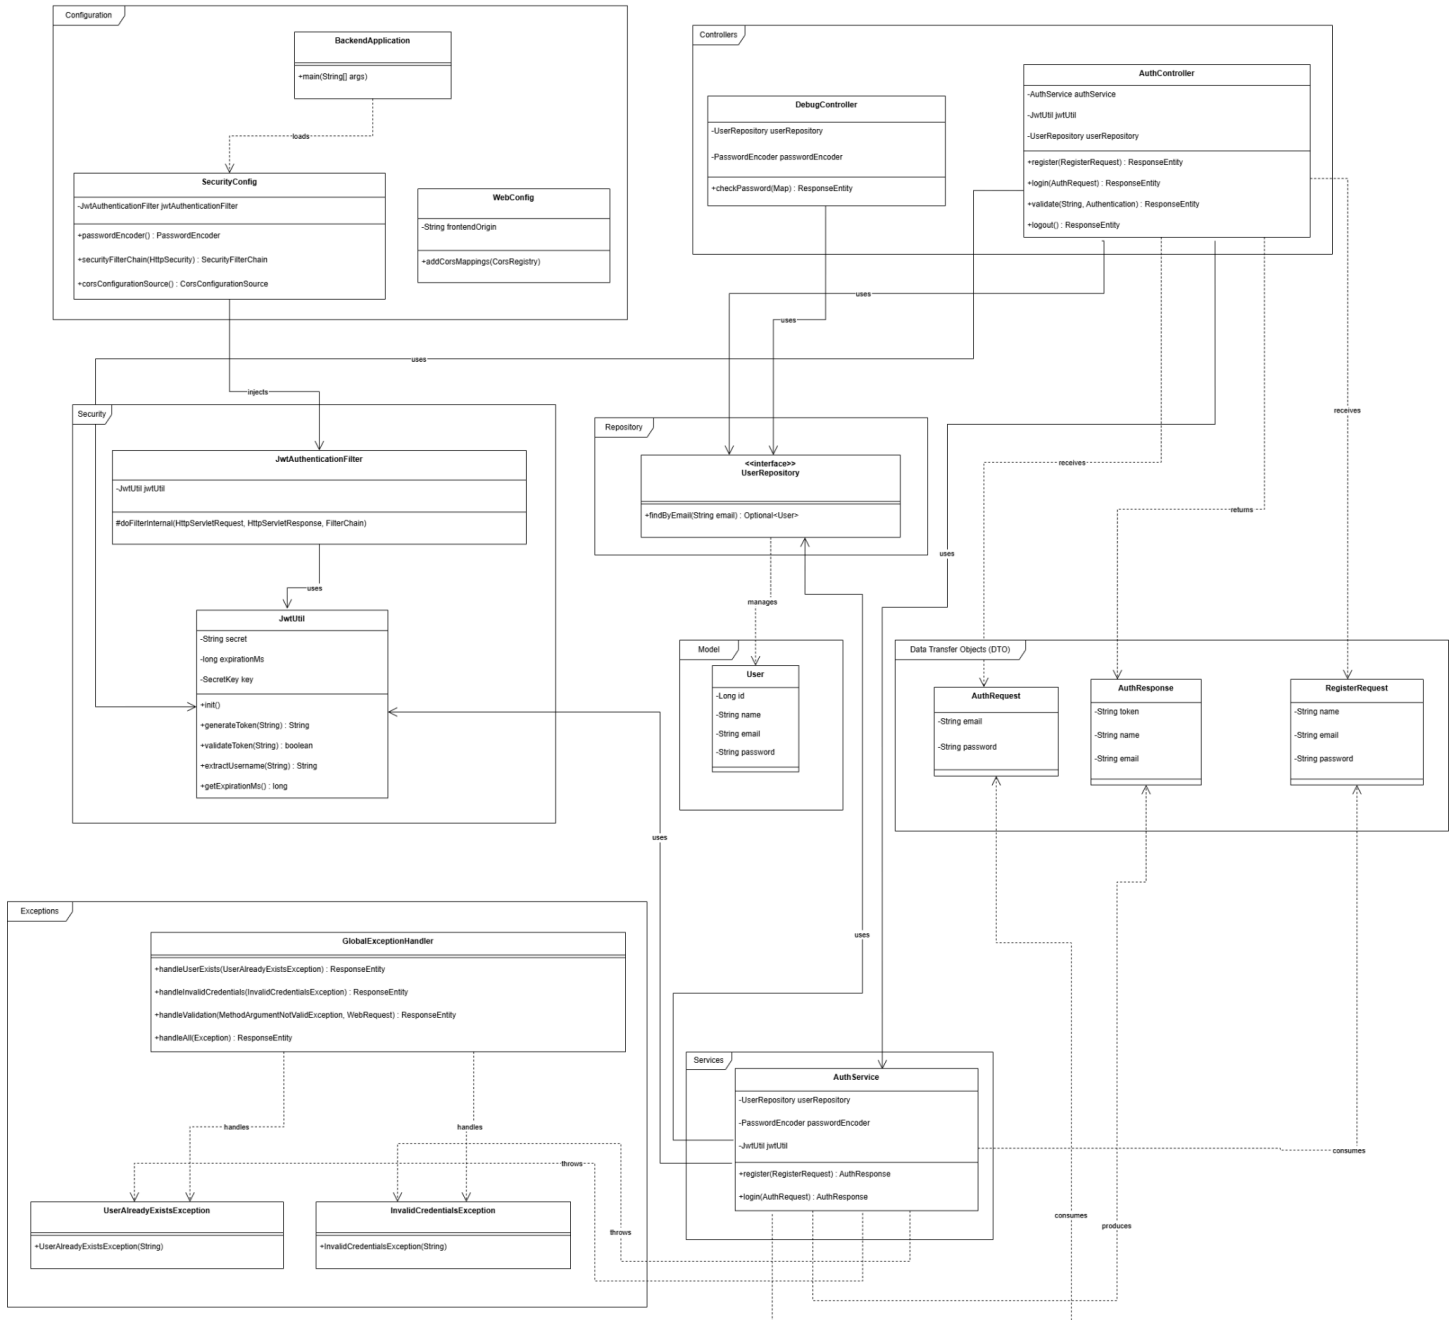 Configuration
BackendApplication
+main(String[] args)
loads
SecurityConfig
-JwtAuthenticationFilter jwtAuthenticationFilter
+passwordEncoder() : PasswordEncoder
+securityFilterChain(HttpSecurity) : SecurityFilterChain
+corsConfigurationSource() : CorsConfigurationSource
WebConfig
-String frontendOrigin
+addCorsMappings(CorsRegistry)
Controllers
DebugController
-UserRepository userRepository
-PasswordEncoder passwordEncoder
+checkPassword(Map) : ResponseEntity
AuthController
-AuthService authService
-JwtUtil jwtUtil
-UserRepository userRepository
+register(RegisterRequest) : ResponseEntity
+login(AuthRequest) : ResponseEntity
+validate(String, Authentication) : ResponseEntity
+logout() : ResponseEntity
uses
uses
uses
injects
receives
receives
returns
uses
Security
JwtAuthenticationFilter
-JwtUtil jwtUtil
#doFilterInternal(HttpServletRequest, HttpServletResponse, FilterChain)
uses
JwtUtil
-String secret
-long expirationMs
-SecretKey key
+init()
+generateToken(String) : String
+validateToken(String) : boolean
+extractUsername(String) : String
+getExpirationMs() : long
Repository
<<interface>>
UserRepository
+findByEmail(String email) : Optional<User>
manages
Model
User
-Long id
-String name
-String email
-String password
Data Transfer Objects (DTO)
AuthRequest
-String email
-String password
AuthResponse
-String token
-String name
-String email
RegisterRequest
-String name
-String email
-String password
uses
uses
Exceptions
GlobalExceptionHandler
+handleUserExists(UserAlreadyExistsException) : ResponseEntity
+handleInvalidCredentials(InvalidCredentialsException) : ResponseEntity
+handleValidation(MethodArgumentNotValidException, WebRequest) : ResponseEntity
+handleAll(Exception) : ResponseEntity
handles
handles
throws
throws
UserAlreadyExistsException
+UserAlreadyExistsException(String)
InvalidCredentialsException
+InvalidCredentialsException(String)
Services
AuthService
-UserRepository userRepository
-PasswordEncoder passwordEncoder
-JwtUtil jwtUtil
+register(RegisterRequest) : AuthResponse
+login(AuthRequest) : AuthResponse
consumes
consumes
produces